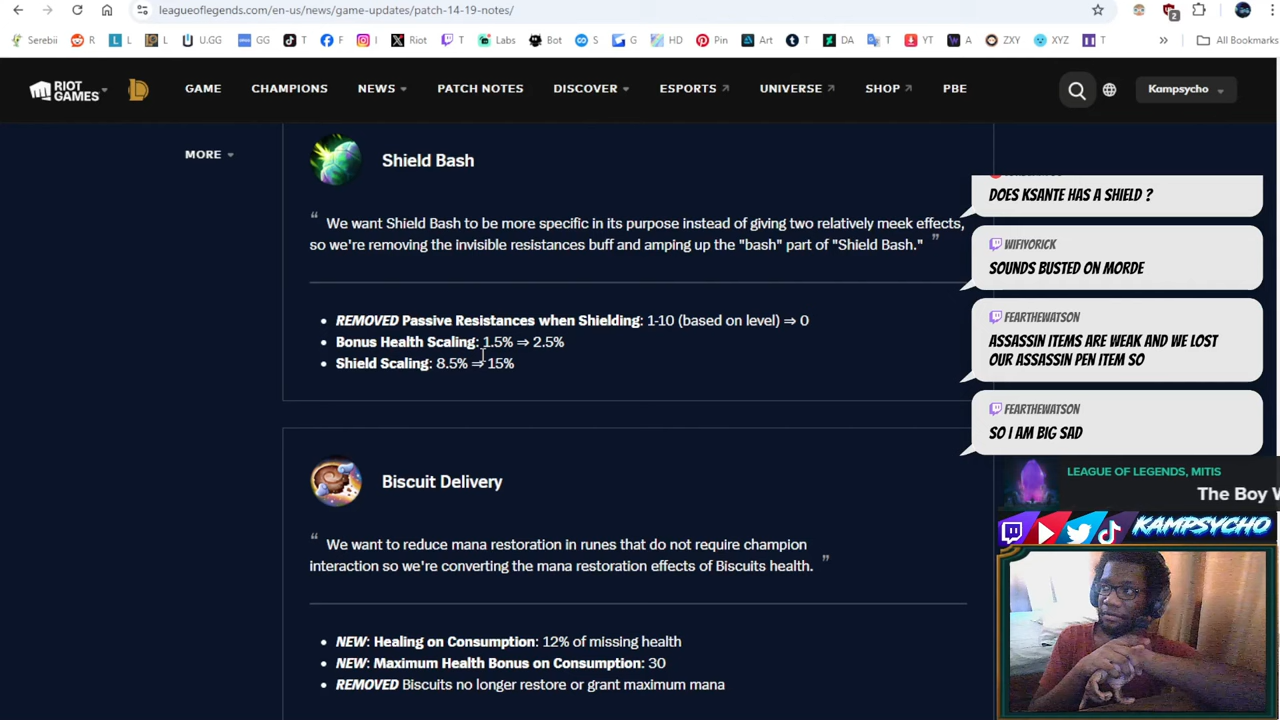 leagueoflegends.com/en-us/news/game-updates/patch-14-19-notes/
2
Serebii R L L U.GG GG T F I Riot T Labs Bot S G HD Pin Art T DA T YT A ZXY XYZ T » All Bookmarks
RIOT GAMES GAME CHAMPIONS NEWS PATCH NOTES DISCOVER ESPORTS UNIVERSE SHOP PBE Kampsycho
MORE
Shield Bash
“ We want Shield Bash to be more specific in its purpose instead of giving two relatively meek effects,
so we're removing the invisible resistances buff and amping up the "bash" part of "Shield Bash." ”
• REMOVED Passive Resistances when Shielding: 1-10 (based on level) ⇒ 0
• Bonus Health Scaling: 1.5% ⇒ 2.5%
• Shield Scaling: 8.5% ⇒ 15%
Biscuit Delivery
“ We want to reduce mana restoration in runes that do not require champion
interaction so we're converting the mana restoration effects of Biscuits health. ”
• NEW: Healing on Consumption: 12% of missing health
• NEW: Maximum Health Bonus on Consumption: 30
• REMOVED Biscuits no longer restore or grant maximum mana
DOES KSANTE HAS A SHIELD ?
WIFIYORICK
SOUNDS BUSTED ON MORDE
FEARTHEWATSON
ASSASSIN ITEMS ARE WEAK AND WE LOST
OUR ASSASSIN PEN ITEM SO
FEARTHEWATSON
SO I AM BIG SAD
LEAGUE OF LEGENDS, MITIS
The Boy W
KAMPSYCHO